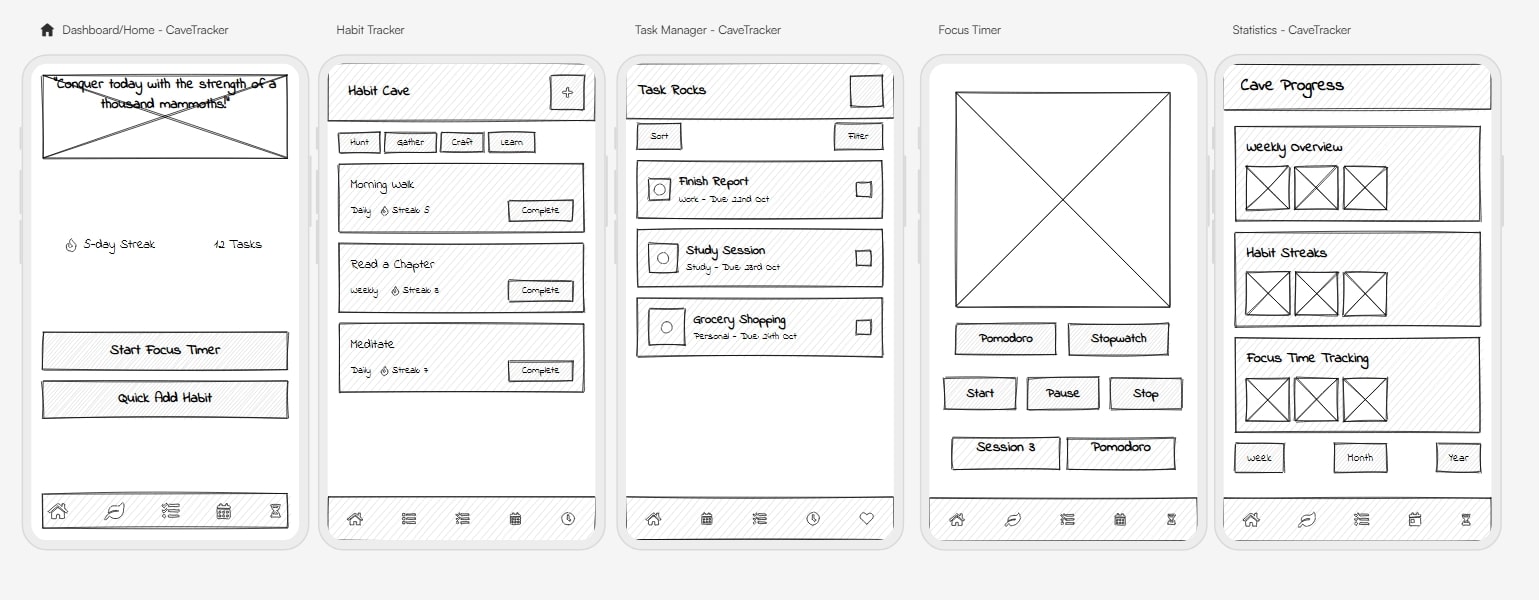 Dashboard/Home - CaveTracker
"Conquer today with the strength of a
thousand mammoths!"
5-day Streak
12 Tasks
Start Focus Timer
Quick Add Habit
Habit Tracker
Habit Cave
Hunt
Gather
Craft
Learn
Morning Walk
Daily
Streak: 5
Complete
Read a Chapter
Weekly
Streak: 3
Complete
Meditate
Daily
Streak: 7
Complete
Task Manager - CaveTracker
Task Rocks
Sort
Filter
Finish Report
Work - Due: 22nd Oct
Study Session
Study - Due: 23rd Oct
Grocery Shopping
Personal - Due: 24th Oct
Focus Timer
Pomodoro
Stopwatch
Start
Pause
Stop
Session 3
Pomodoro
Statistics - CaveTracker
Cave Progress
Weekly Overview
Habit Streaks
Focus Time Tracking
Week
Month
Year